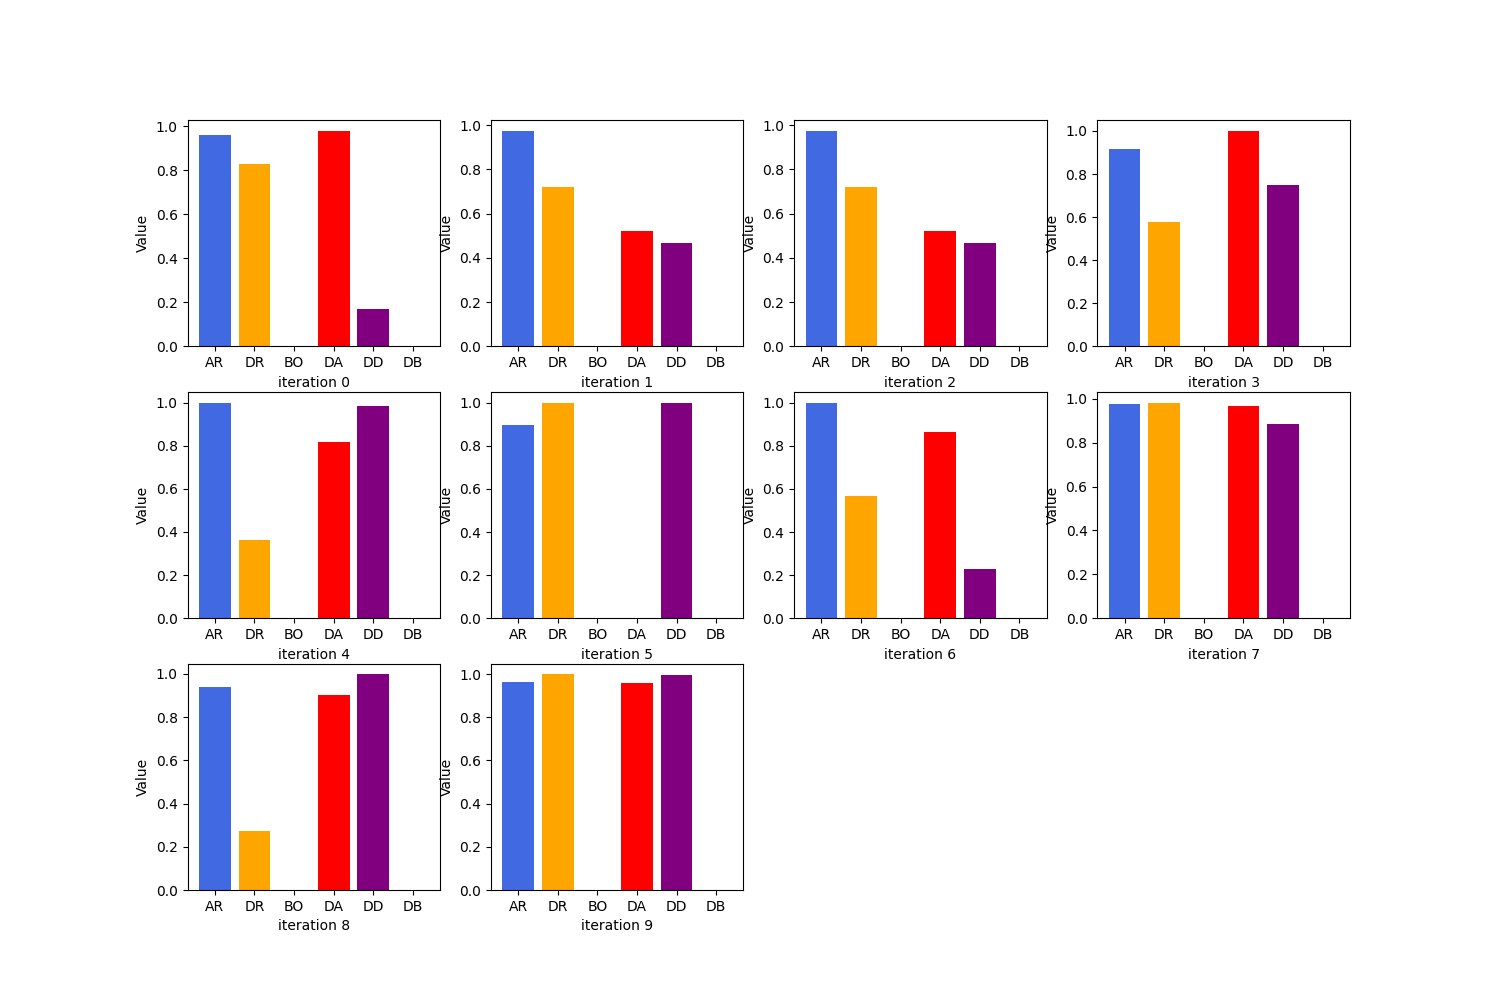 Value
1.0
0.8
0.6
0.4
0.2
0.0
AR DR BO DA DD DB
iteration 0
Value
1.0
0.8
0.6
0.4
0.2
0.0
AR DR BO DA DD DB
iteration 1
Value
1.0
0.8
0.6
0.4
0.2
0.0
AR DR BO DA DD DB
iteration 2
Value
1.0
0.8
0.6
0.4
0.2
0.0
AR DR BO DA DD DB
iteration 3
Value
1.0
0.8
0.6
0.4
0.2
0.0
AR DR BO DA DD DB
iteration 4
Value
1.0
0.8
0.6
0.4
0.2
0.0
AR DR BO DA DD DB
iteration 5
Value
1.0
0.8
0.6
0.4
0.2
0.0
AR DR BO DA DD DB
iteration 6
Value
1.0
0.8
0.6
0.4
0.2
0.0
AR DR BO DA DD DB
iteration 7
Value
1.0
0.8
0.6
0.4
0.2
0.0
AR DR BO DA DD DB
iteration 8
Value
1.0
0.8
0.6
0.4
0.2
0.0
AR DR BO DA DD DB
iteration 9